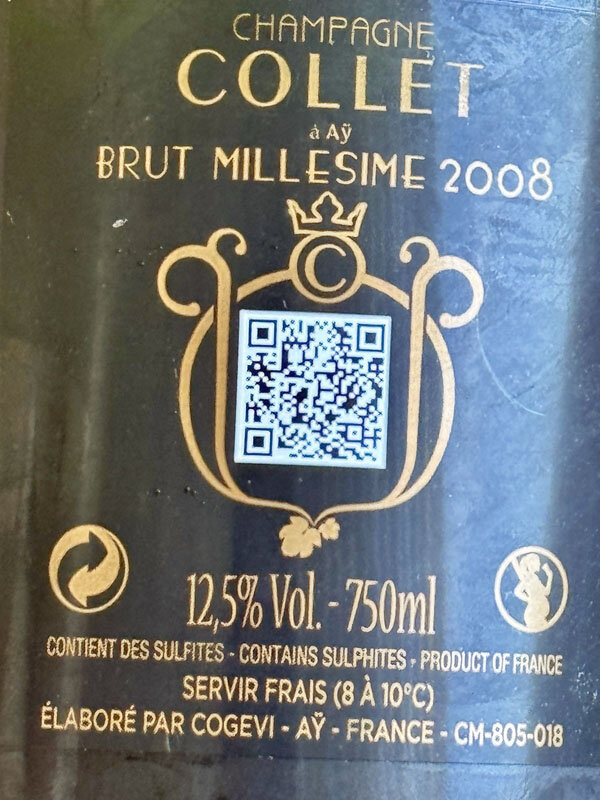 CHAMPAGNE
COLLET
à Aÿ
BRUT MILLESIME 2008
C
12,5% Vol. - 750ml
CONTIENT DES SULFITES - CONTAINS SULPHITES - PRODUCT OF FRANCE
SERVIR FRAIS (8 À 10°C)
ÉLABORÉ PAR COGEVI - AŸ - FRANCE - CM-805-018